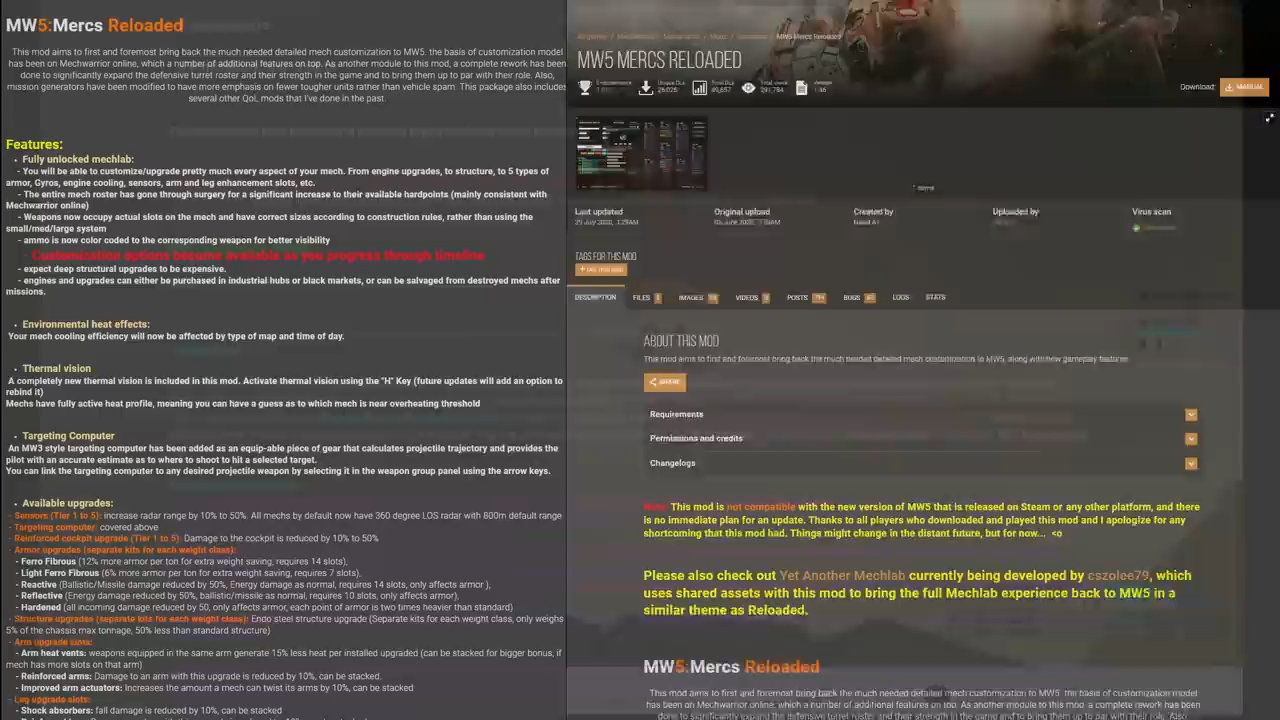 MW5:Mercs Reloaded
This mod aims to first and foremost bring back the much needed detailed mech customization to MW5. the basis of customization model
has been on Mechwarrior online, which a number of additional features on top. As another module to this mod, a complete rework has been
done to significantly expand the defensive turret roster and their strength in the game and to bring them up to par with their role. Also,
mission generators have been modified to have more emphasis on fewer tougher units rather than vehicle spam. This package also includes
several other QoL mods that I've done in the past.
Features:
• Fully unlocked mechlab:
- You will be able to customize/upgrade pretty much every aspect of your mech. From engine upgrades, to structure, to 5 types of
armor, Gyros, engine cooling, sensors, arm and leg enhancement slots, etc.
- The entire mech roster has gone through surgery for a significant increase to their available hardpoints (mainly consistent with
Mechwarrior online)
- Weapons now occupy actual slots on the mech and have correct sizes according to construction rules, rather than using the
small/med/large system
- ammo is now color coded to the corresponding weapon for better visibility
- Customization options become available as you progress through timeline
- expect deep structural upgrades to be expensive.
- engines and upgrades can either be purchased in industrial hubs or black markets, or can be salvaged from destroyed mechs after
missions.
• Environmental heat effects:
Your mech cooling efficiency will now be affected by type of map and time of day.
• Thermal vision
A completely new thermal vision is included in this mod. Activate thermal vision using the "H" Key (future updates will add an option to
rebind it)
Mechs have fully active heat profile, meaning you can have a guess as to which mech is near overheating threshold
• Targeting Computer
An MW3 style targeting computer has been added as an equip-able piece of gear that calculates projectile trajectory and provides the
pilot with an accurate estimate as to where to shoot to hit a selected target.
You can link the targeting computer to any desired projectile weapon by selecting it in the weapon group panel using the arrow keys.
• Available upgrades:
- Sensors (Tier 1 to 5): increase radar range by 10% to 50%. All mechs by default now have 360 degree LOS radar with 800m default range
- Targeting computer: covered above
- Reinforced cockpit upgrade (Tier 1 to 5): Damage to the cockpit is reduced by 10% to 50%
- Armor upgrades (separate kits for each weight class):
- Ferro Fibrous (12% more armor per ton for extra weight saving, requires 14 slots),
- Light Ferro Fibrous (6% more armor per ton for extra weight saving, requires 7 slots),
- Reactive (Ballistic/Missile damage reduced by 50%, Energy damage as normal, requires 14 slots, only affects armor ),
- Reflective (Energy damage reduced by 50%, ballistic/missile as normal, requires 10 slots, only affects armor),
- Hardened (all incoming damage reduced by 50, only affects armor, each point of armor is two times heavier than standard)
- Structure upgrades (separate kits for each weight class): Endo steel structure upgrade (Separate kits for each weight class, only weighs
5% of the chassis max tonnage, 50% less than standard structure)
- Arm upgrade slots:
- Arm heat vents: weapons equipped in the same arm generate 15% less heat per installed upgraded (can be stacked for bigger bonus, if
mech has more slots on that arm)
- Reinforced arms: Damage to an arm with this upgrade is reduced by 10%, can be stacked.
- Improved arm actuators: Increases the amount a mech can twist its arms by 10%, can be stacked
- Leg upgrade slots:
- Shock absorbers: fall damage is reduced by 10%, can be stacked
MW5 Mercs Reloaded
MW5 MERCS RELOADED
Version
1.46
Download:
MANUAL
Last updated
Original upload
Created by
Uploaded by
Virus scan
TAGS FOR THIS MOD
+ TAG THIS MOD
DESCRIPTION
FILES
IMAGES
VIDEOS
POSTS
BUGS
LOGS
STATS
ABOUT THIS MOD
This mod aims to first and foremost bring back the much needed detailed mech customization to MW5, along with new gameplay features
SHARE
Requirements
Permissions and credits
Changelogs
Note: This mod is not compatible with the new version of MW5 that is released on Steam or any other platform, and there
is no immediate plan for an update. Thanks to all players who downloaded and played this mod and I apologize for any
shortcoming that this mod had. Things might change in the distant future, but for now... <o
Please also check out Yet Another Mechlab currently being developed by cszolee79, which
uses shared assets with this mod to bring the full Mechlab experience back to MW5 in a
similar theme as Reloaded.
MW5:Mercs Reloaded
This mod aims to first and foremost bring back the much needed detailed mech customization to MW5. the basis of customization model
has been on Mechwarrior online, which a number of additional features on top. As another module to this mod, a complete rework has been
done to significantly expand the defensive turret roster and their strength in the game and to bring them up to par with their role. Also,